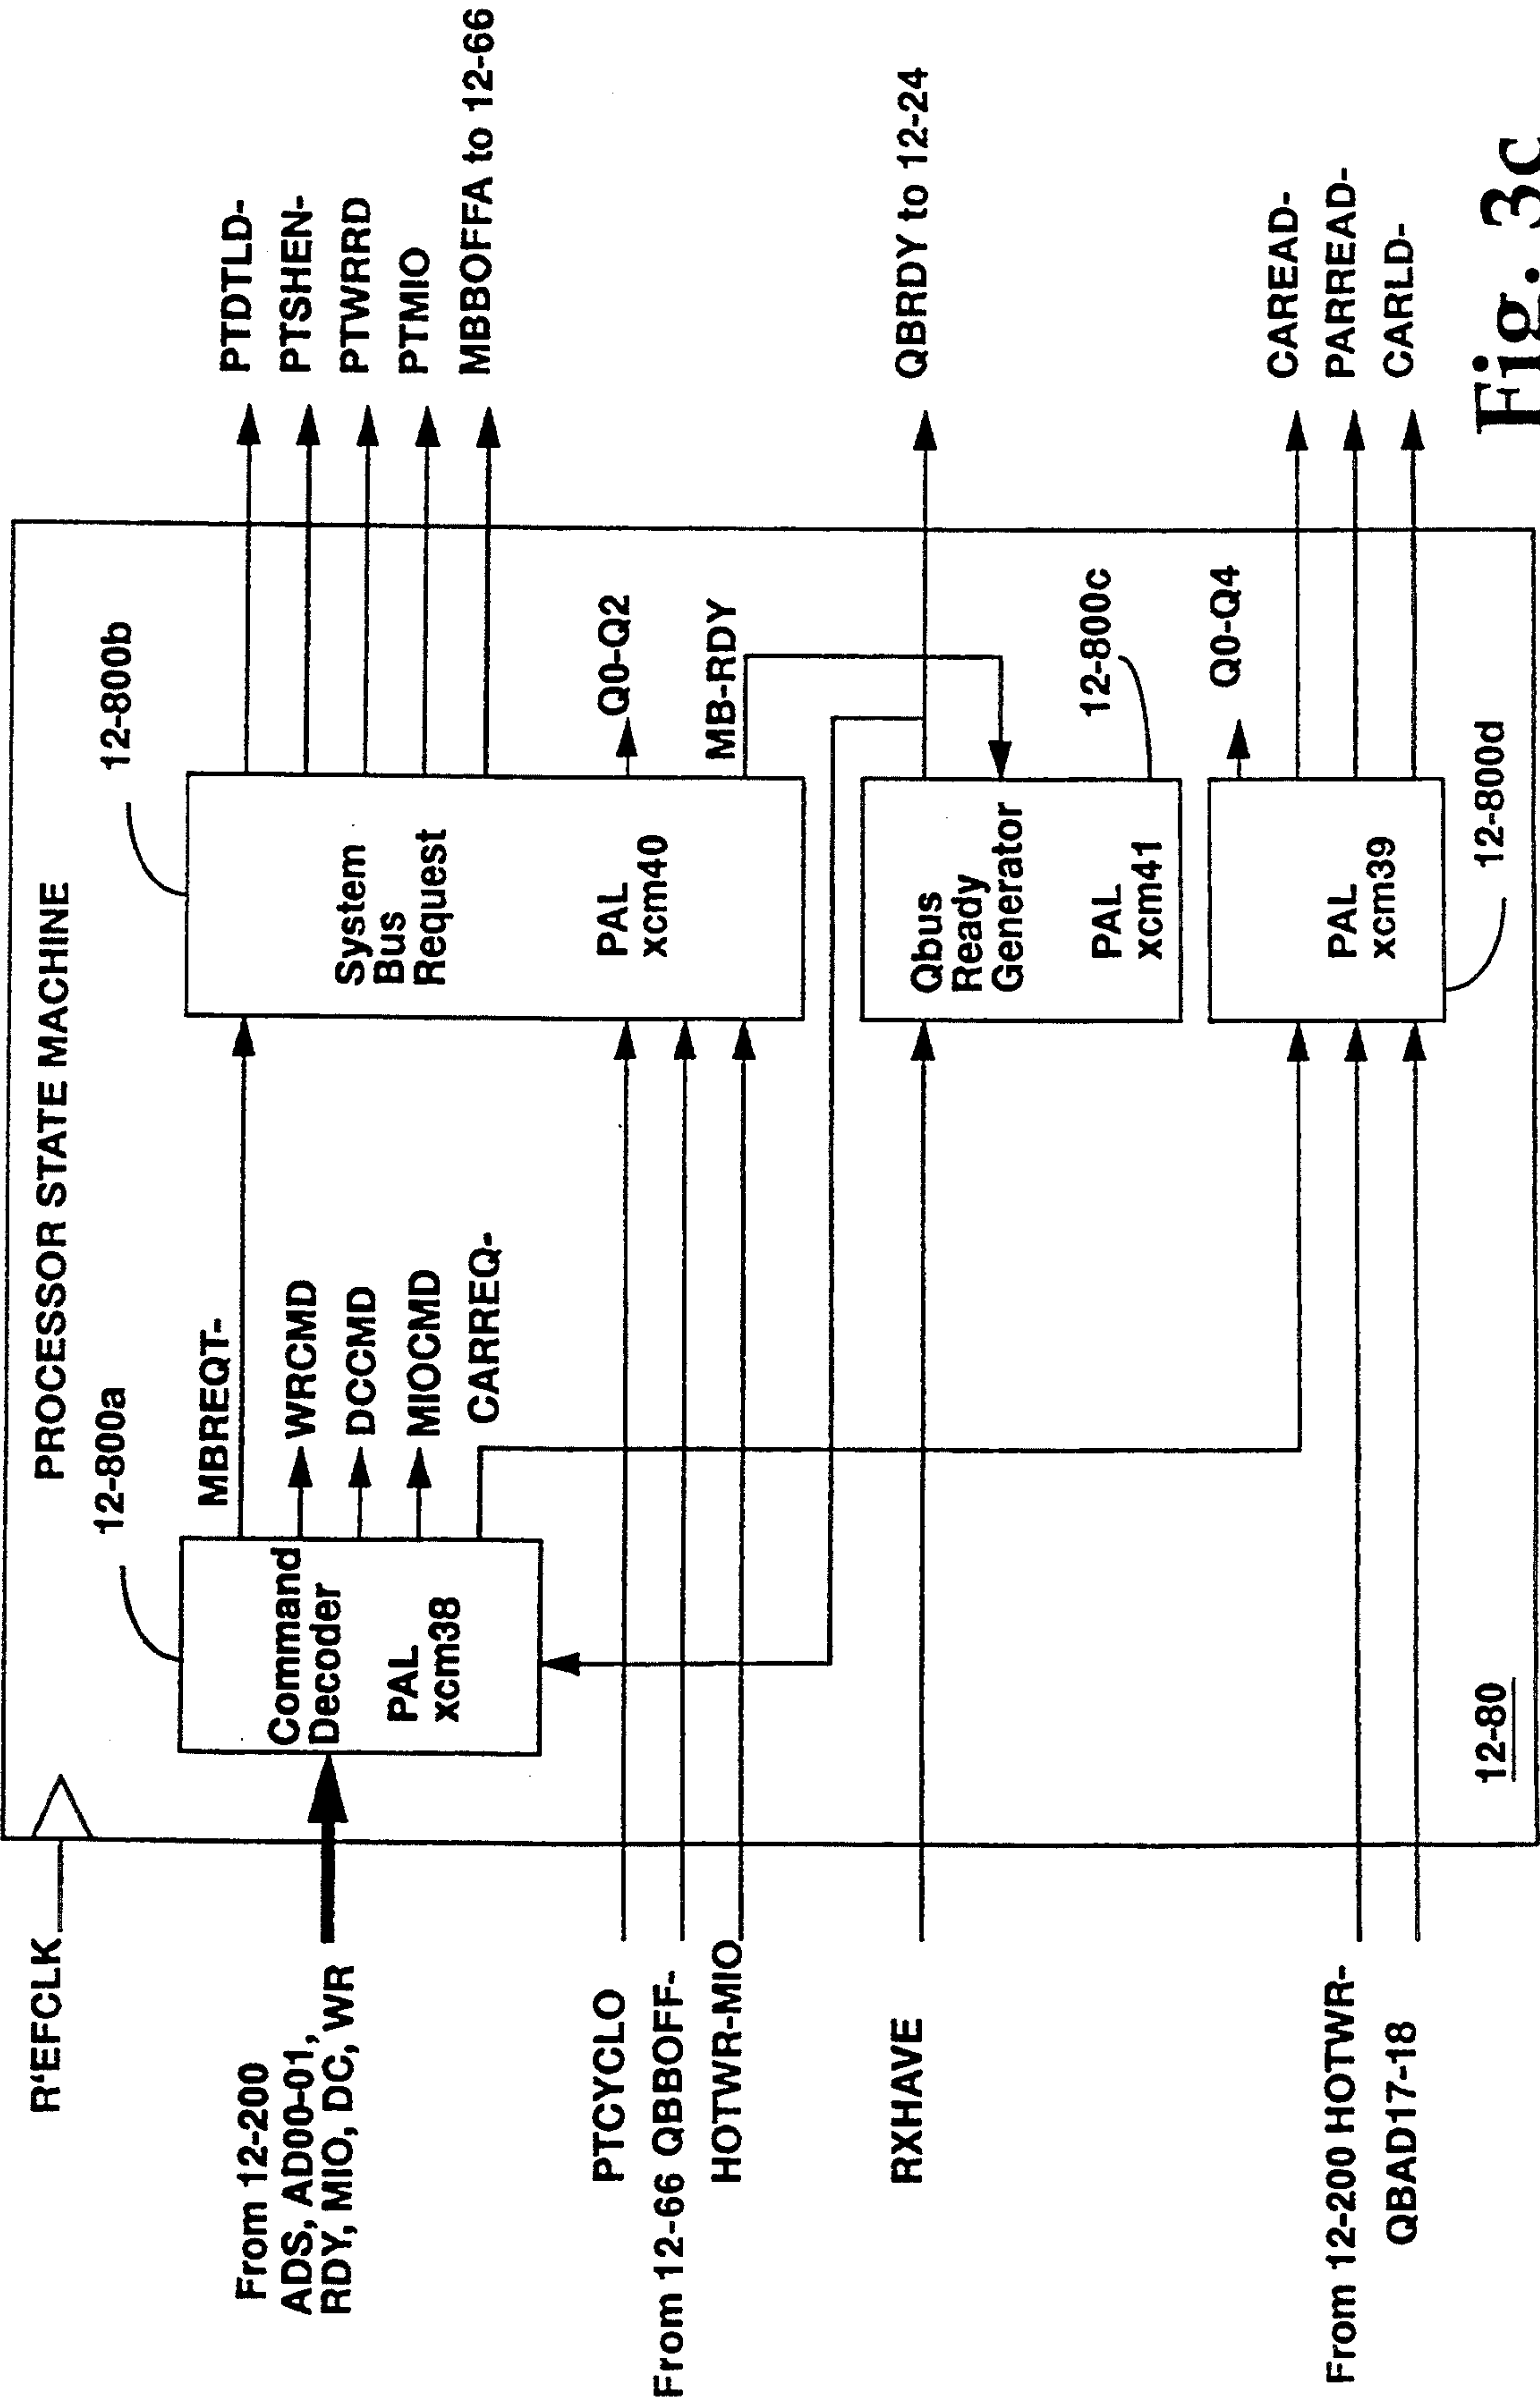 R'EFCLK
PROCESSOR STATE MACHINE
From 12-200
ADS, AD00-01,
RDY, MIO, DC, WR
12-800a
Command
Decoder
PAL
xcm38
MBREQT-
WRCMD
DCCMD
MIOCMD
CARREQ-
12-800b
System
Bus
Request
PAL
xcm40
PTDTLD-
PTSHEN-
PTWRRD
PTMIO
MBBOFFA to 12-66
Q0-Q2
MB-RDY
PTCYCLO
From 12-66 QBBOFF-
HOTWR-MIO
RXHAVE
Qbus
Ready
Generator
PAL
xcm41
12-800c
QBRDY to 12-24
From 12-200 HOTWR-
QBAD17-18
PAL
xcm39
12-800d
Q0-Q4
CAREAD-
PARREAD-
CARLD-
12-80
Fig. 3c